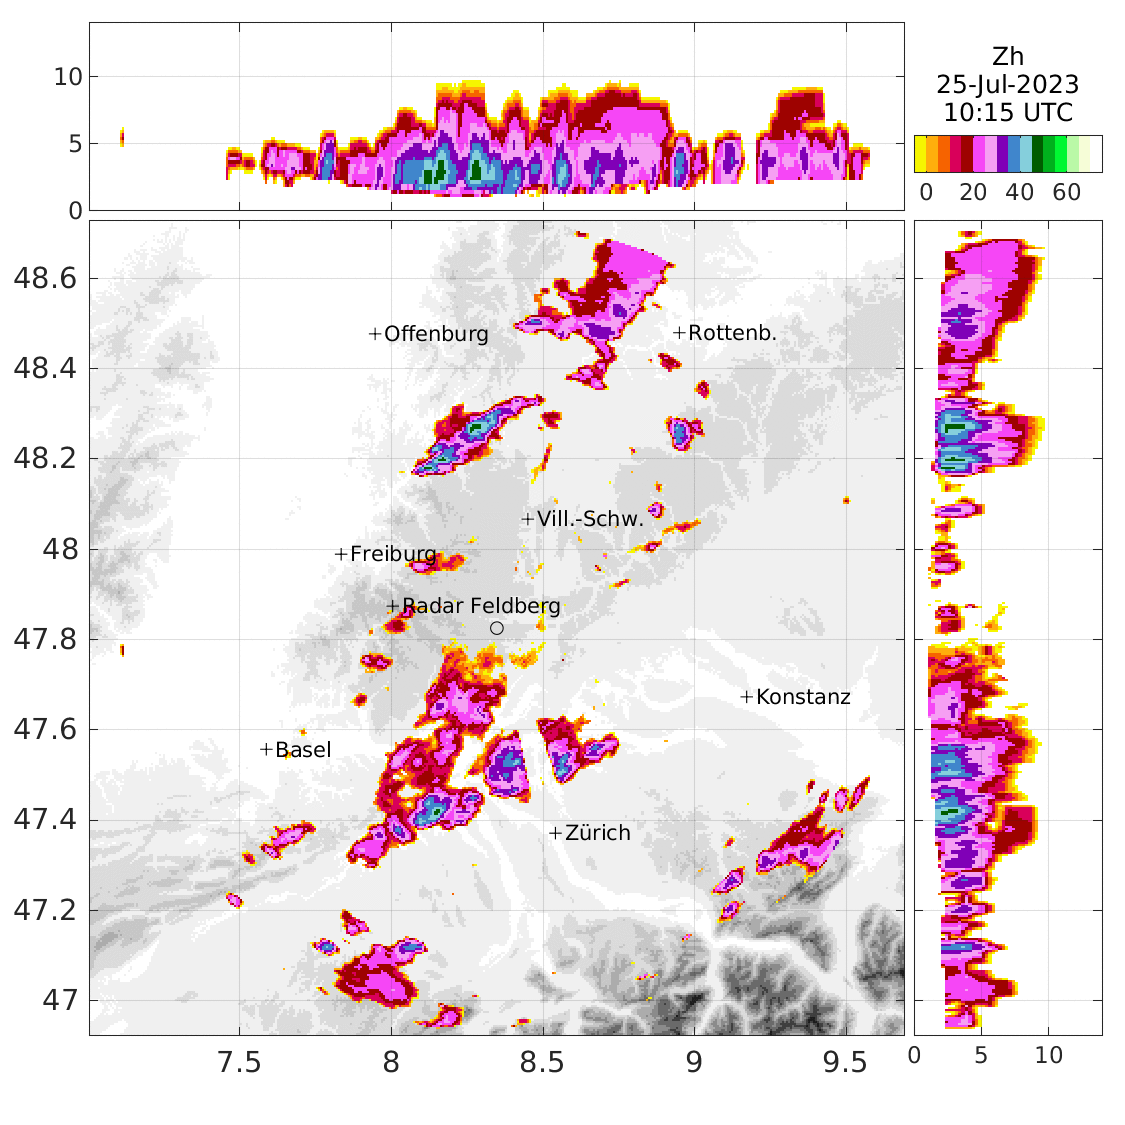 10
5
0
Zh
25-Jul-2023
10:15 UTC
0 20 40 60
48.6
48.4
48.2
48
47.8
47.6
47.4
47.2
47
+Offenburg
+Rottenb.
+Vill.-Schw.
+Freiburg
+Radar Feldberg
+Konstanz
+Basel
+Zürich
7.5 8 8.5 9 9.5
0 5 10